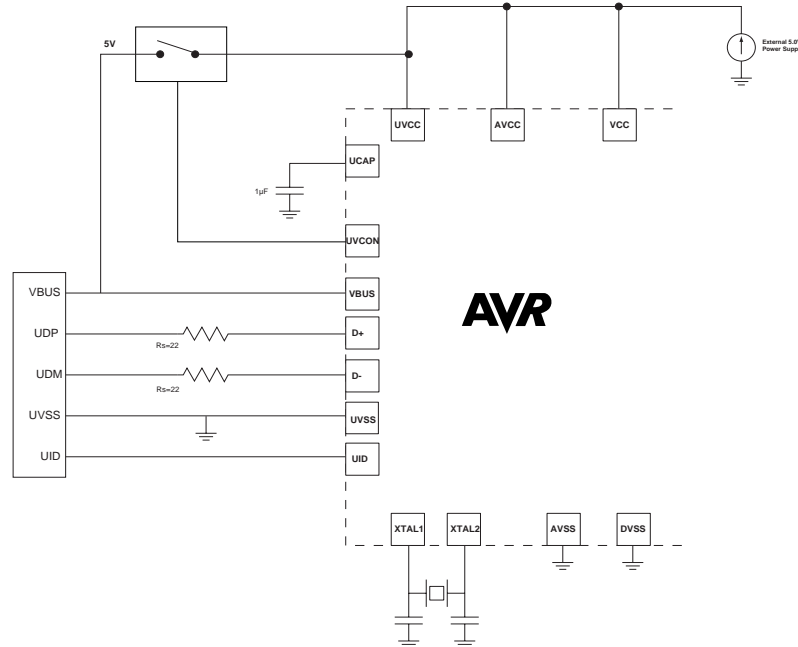 5V
External 5.0
Power Supp
UVCC
AVCC
VCC
UCAP
1µF
UVCON
VBUS
VBUS
UDP
Rs=22
D+
UDM
Rs=22
D-
UVSS
UVSS
UID
UID
AVR
XTAL1
XTAL2
AVSS
DVSS